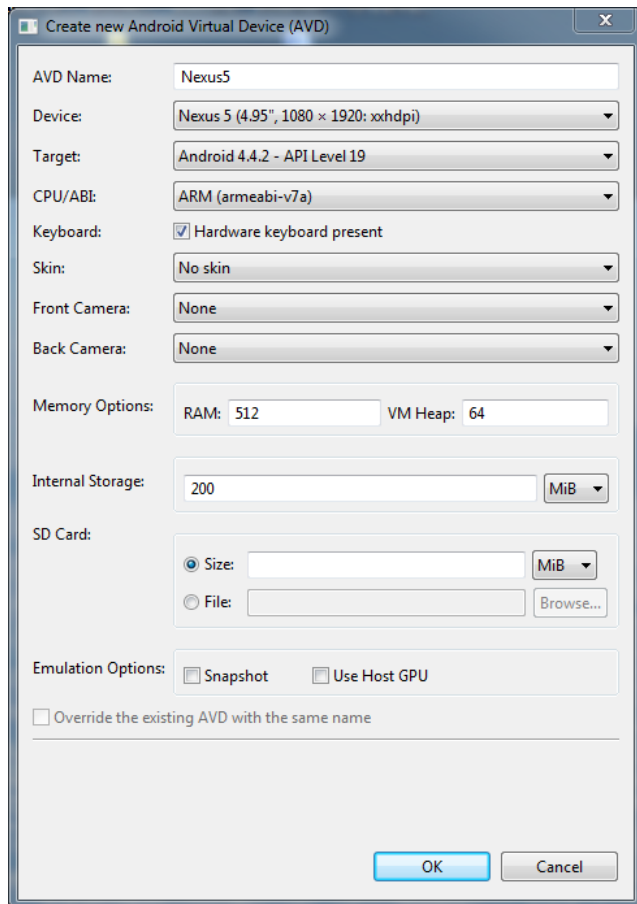 Create new Android Virtual Device (AVD)
AVD Name: Nexus5
Device: Nexus 5 (4.95", 1080 × 1920: xxhdpi)
Target: Android 4.4.2 - API Level 19
CPU/ABI: ARM (armeabi-v7a)
Keyboard: Hardware keyboard present
Skin: No skin
Front Camera: None
Back Camera: None
Memory Options: RAM: 512 VM Heap: 64
Internal Storage: 200 MiB
SD Card:
Size: MiB
File: Browse...
Emulation Options: Snapshot Use Host GPU
Override the existing AVD with the same name
OK Cancel